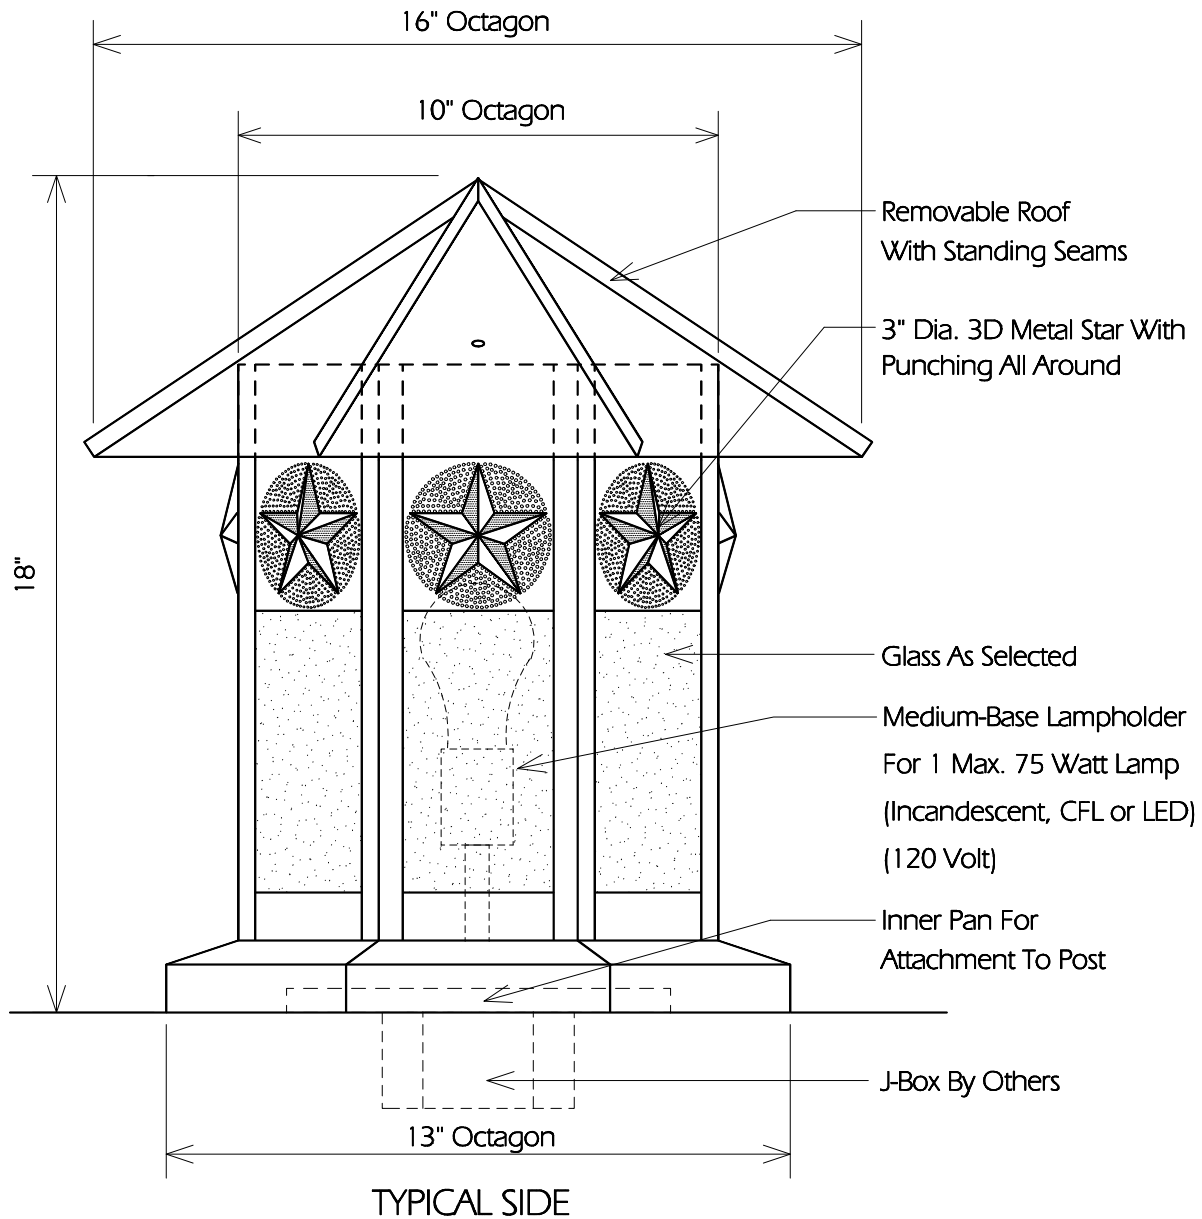 16" Octagon
10" Octagon
Removable Roof
With Standing Seams
3" Dia. 3D Metal Star With
Punching All Around
18"
Glass As Selected
Medium-Base Lampholder
For 1 Max. 75 Watt Lamp
(Incandescent, CFL or LED)
(120 Volt)
Inner Pan For
Attachment To Post
J-Box By Others
13" Octagon
TYPICAL SIDE